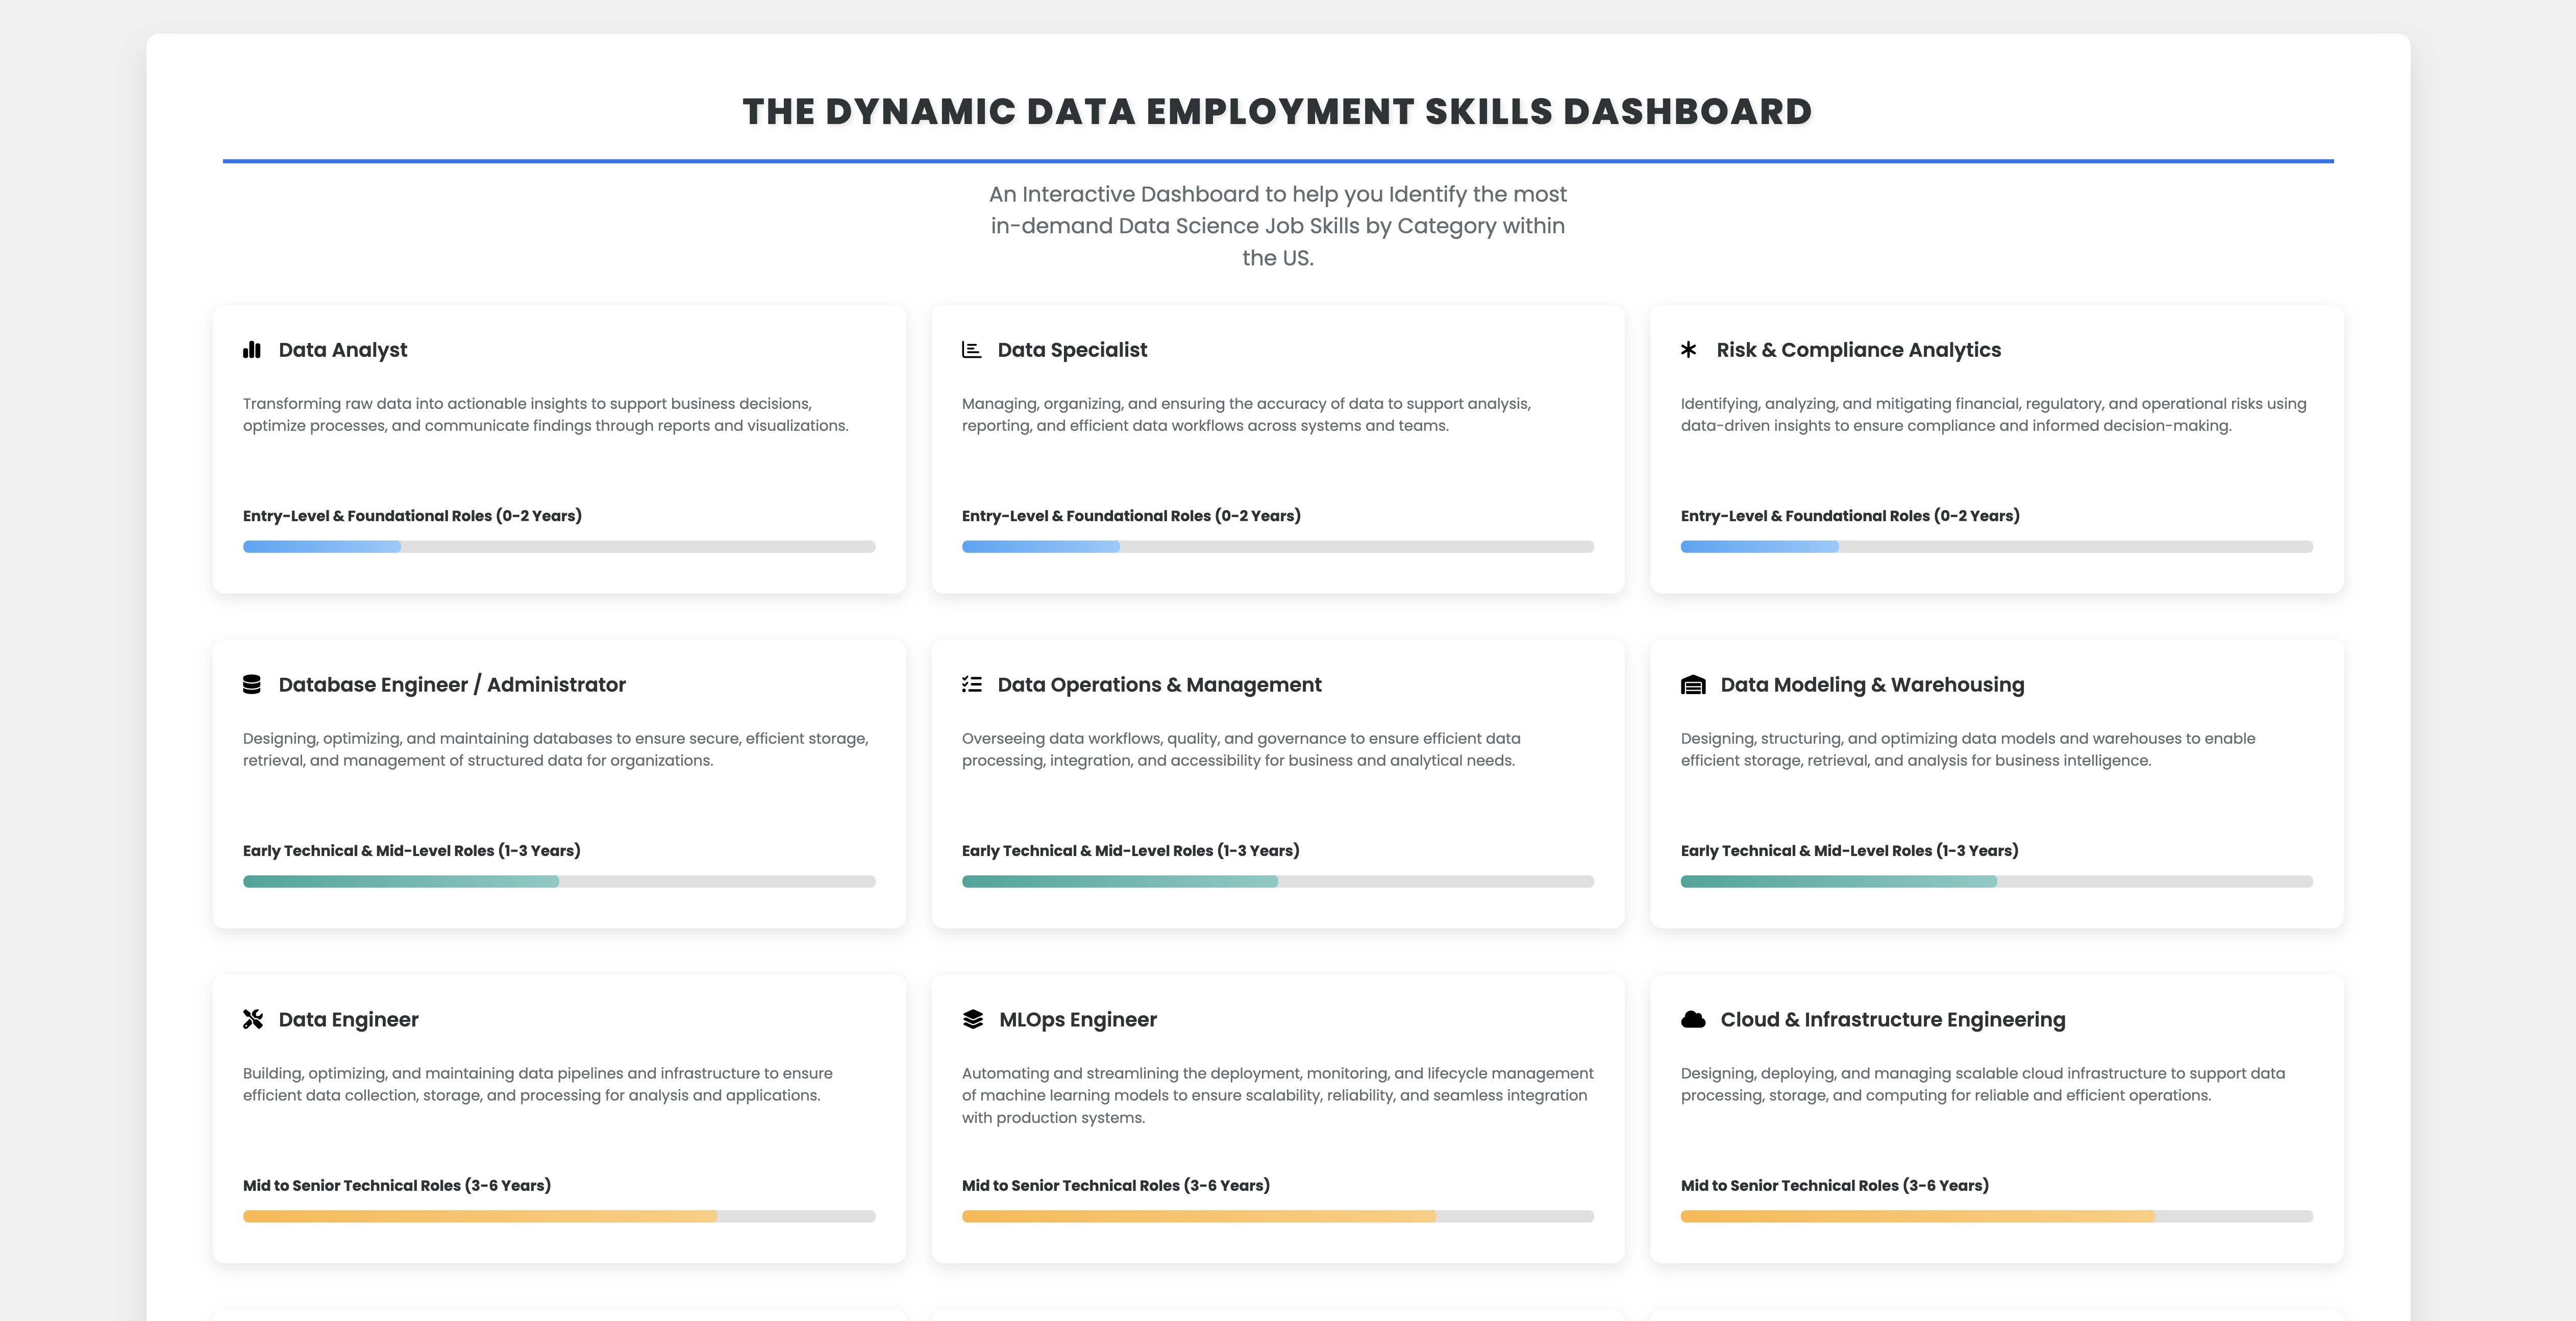 THE DYNAMIC DATA EMPLOYMENT SKILLS DASHBOARD
An Interactive Dashboard to help you Identify the most
in-demand Data Science Job Skills by Category within
the US.
Data Analyst
Transforming raw data into actionable insights to support business decisions,
optimize processes, and communicate findings through reports and visualizations.
Entry-Level & Foundational Roles (0-2 Years)
Data Specialist
Managing, organizing, and ensuring the accuracy of data to support analysis,
reporting, and efficient data workflows across systems and teams.
Entry-Level & Foundational Roles (0-2 Years)
Risk & Compliance Analytics
Identifying, analyzing, and mitigating financial, regulatory, and operational risks using
data-driven insights to ensure compliance and informed decision-making.
Entry-Level & Foundational Roles (0-2 Years)
Database Engineer / Administrator
Designing, optimizing, and maintaining databases to ensure secure, efficient storage,
retrieval, and management of structured data for organizations.
Early Technical & Mid-Level Roles (1-3 Years)
Data Operations & Management
Overseeing data workflows, quality, and governance to ensure efficient data
processing, integration, and accessibility for business and analytical needs.
Early Technical & Mid-Level Roles (1-3 Years)
Data Modeling & Warehousing
Designing, structuring, and optimizing data models and warehouses to enable
efficient storage, retrieval, and analysis for business intelligence.
Early Technical & Mid-Level Roles (1-3 Years)
Data Engineer
Building, optimizing, and maintaining data pipelines and infrastructure to ensure
efficient data collection, storage, and processing for analysis and applications.
Mid to Senior Technical Roles (3-6 Years)
MLOps Engineer
Automating and streamlining the deployment, monitoring, and lifecycle management
of machine learning models to ensure scalability, reliability, and seamless integration
with production systems.
Mid to Senior Technical Roles (3-6 Years)
Cloud & Infrastructure Engineering
Designing, deploying, and managing scalable cloud infrastructure to support data
processing, storage, and computing for reliable and efficient operations.
Mid to Senior Technical Roles (3-6 Years)